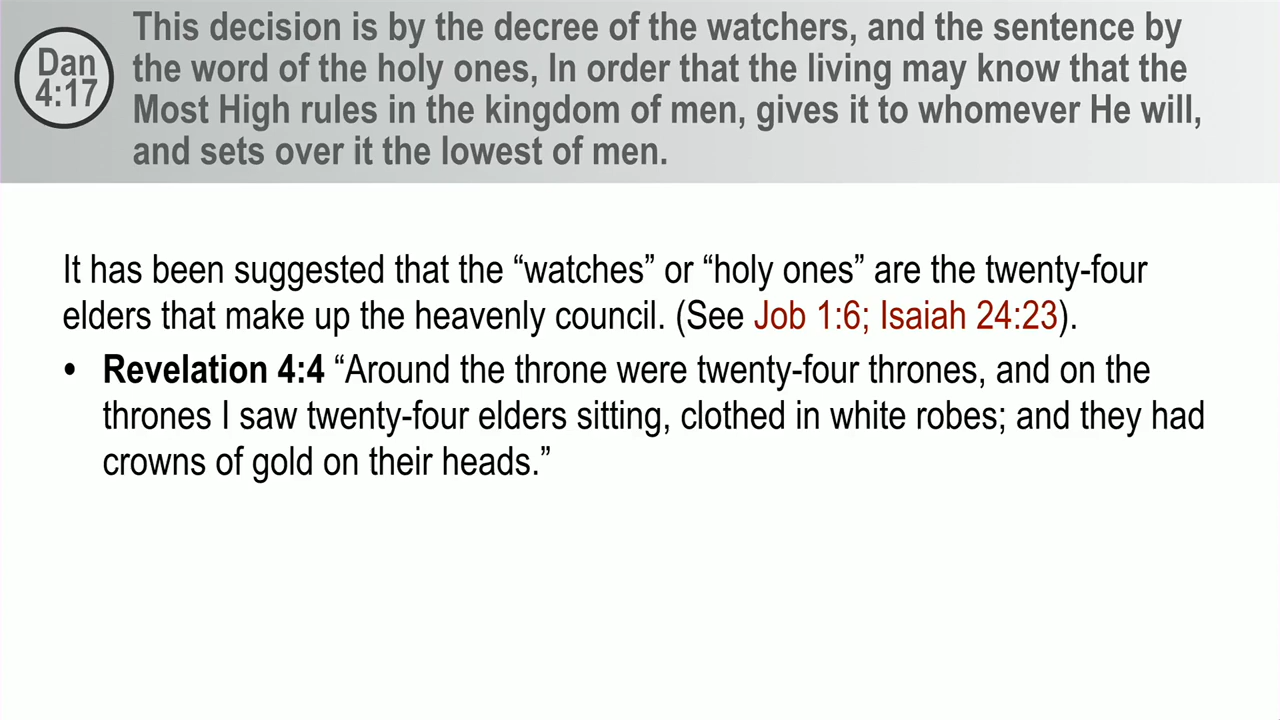 Dan
4:17
This decision is by the decree of the watchers, and the sentence by
the word of the holy ones, In order that the living may know that the
Most High rules in the kingdom of men, gives it to whomever He will,
and sets over it the lowest of men.
It has been suggested that the “watches” or “holy ones” are the twenty-four
elders that make up the heavenly council. (See Job 1:6; Isaiah 24:23).
• Revelation 4:4 “Around the throne were twenty-four thrones, and on the
thrones I saw twenty-four elders sitting, clothed in white robes; and they had
crowns of gold on their heads.”